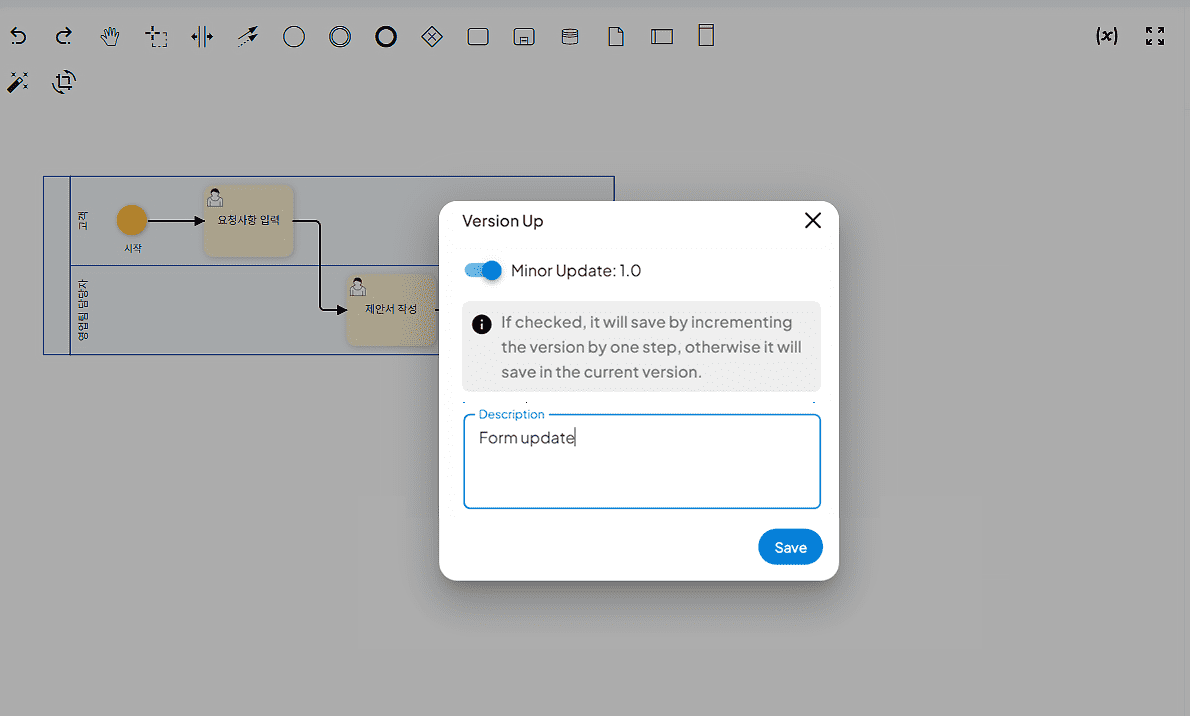 (x)
고객
시작
요청사항 입력
영업팀 담당자
제안서 작성
Version Up
Minor Update: 1.0
If checked, it will save by incrementing
the version by one step, otherwise it will
save in the current version.
Description
Form update
Save